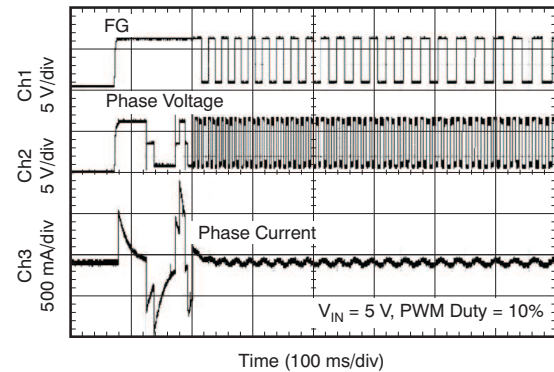 FG
Ch1
5 V/div
Phase Voltage
Ch2
5 V/div
Phase Current
Ch3
500 mA/div
V_IN = 5 V, PWM Duty = 10%
Time (100 ms/div)